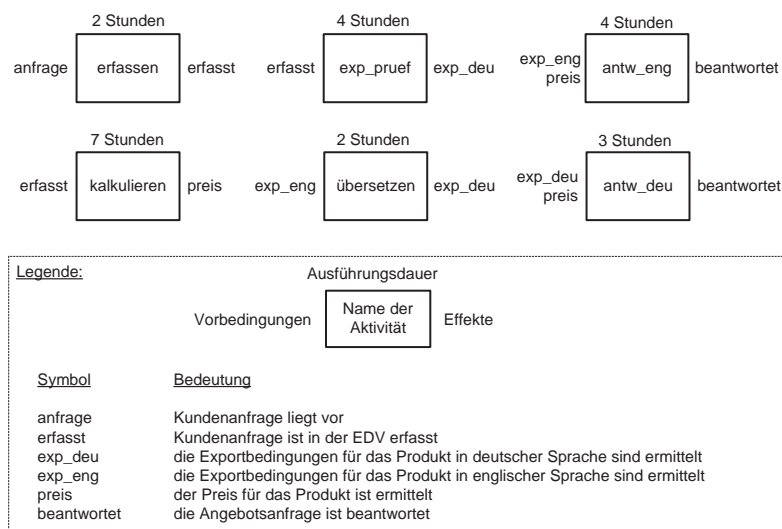 2 Stunden
anfrage erfassen erfasst
4 Stunden
erfasst exp_pruef exp_deu
4 Stunden
exp_eng
preis antw_eng beantwortet
7 Stunden
erfasst kalkulieren preis
2 Stunden
exp_eng übersetzen exp_deu
3 Stunden
exp_deu
preis antw_deu beantwortet
Legende:
Ausführungsdauer
Vorbedingungen Name der Aktivität Effekte
Symbol Bedeutung
anfrage Kundenanfrage liegt vor
erfasst Kundenanfrage ist in der EDV erfasst
exp_deu die Exportbedingungen für das Produkt in deutscher Sprache sind ermittelt
exp_eng die Exportbedingungen für das Produkt in englischer Sprache sind ermittelt
preis der Preis für das Produkt ist ermittelt
beantwortet die Angebotsanfrage ist beantwortet